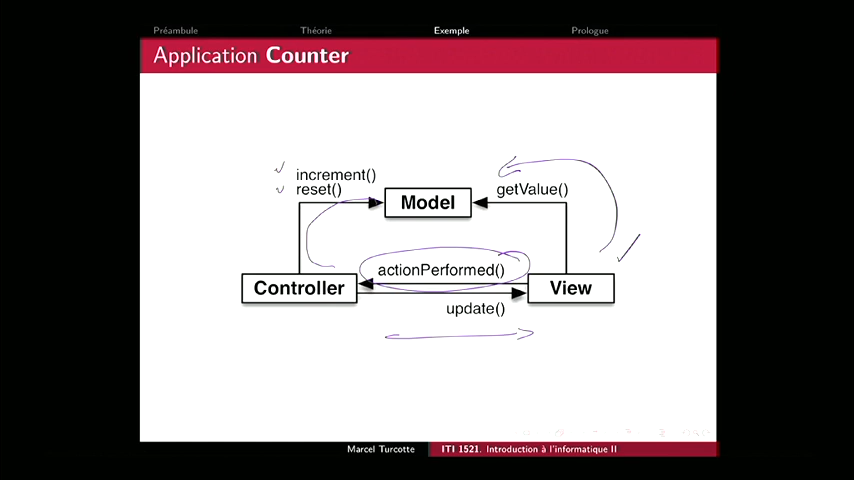 Préambule Théorie Exemple Prologue
Application Counter
increment()
reset()
Model
getValue()
actionPerformed()
Controller
View
update()
Marcel Turcotte ITI 1521. Introduction à l'informatique II